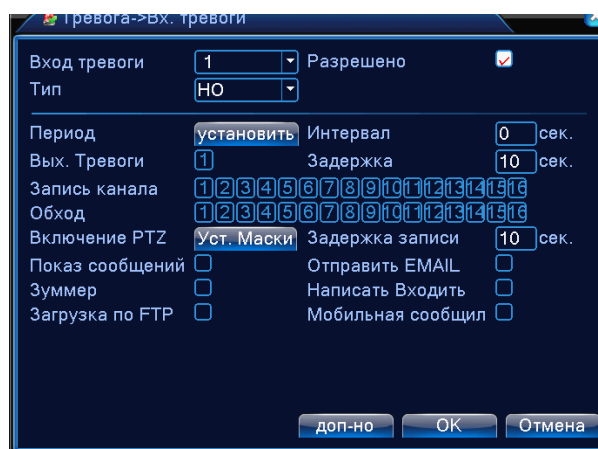 Тревога->Вх. тревоги
Вход тревоги 1 Разрешено
Тип НО
Период установить Интервал 0 сек.
Вых. Тревоги 1 Задержка 10 сек.
Запись канала 1 2 3 4 5 6 7 8 9 10 11 12 13 14 15 16
Обход 1 2 3 4 5 6 7 8 9 10 11 12 13 14 15 16
Включение PTZ Уст. Маски Задержка записи 10 сек.
Показ сообщений Отправить EMAIL
Зуммер Написать Входить
Загрузка по FTP Мобильная сообщил
доп-но OK Отмена